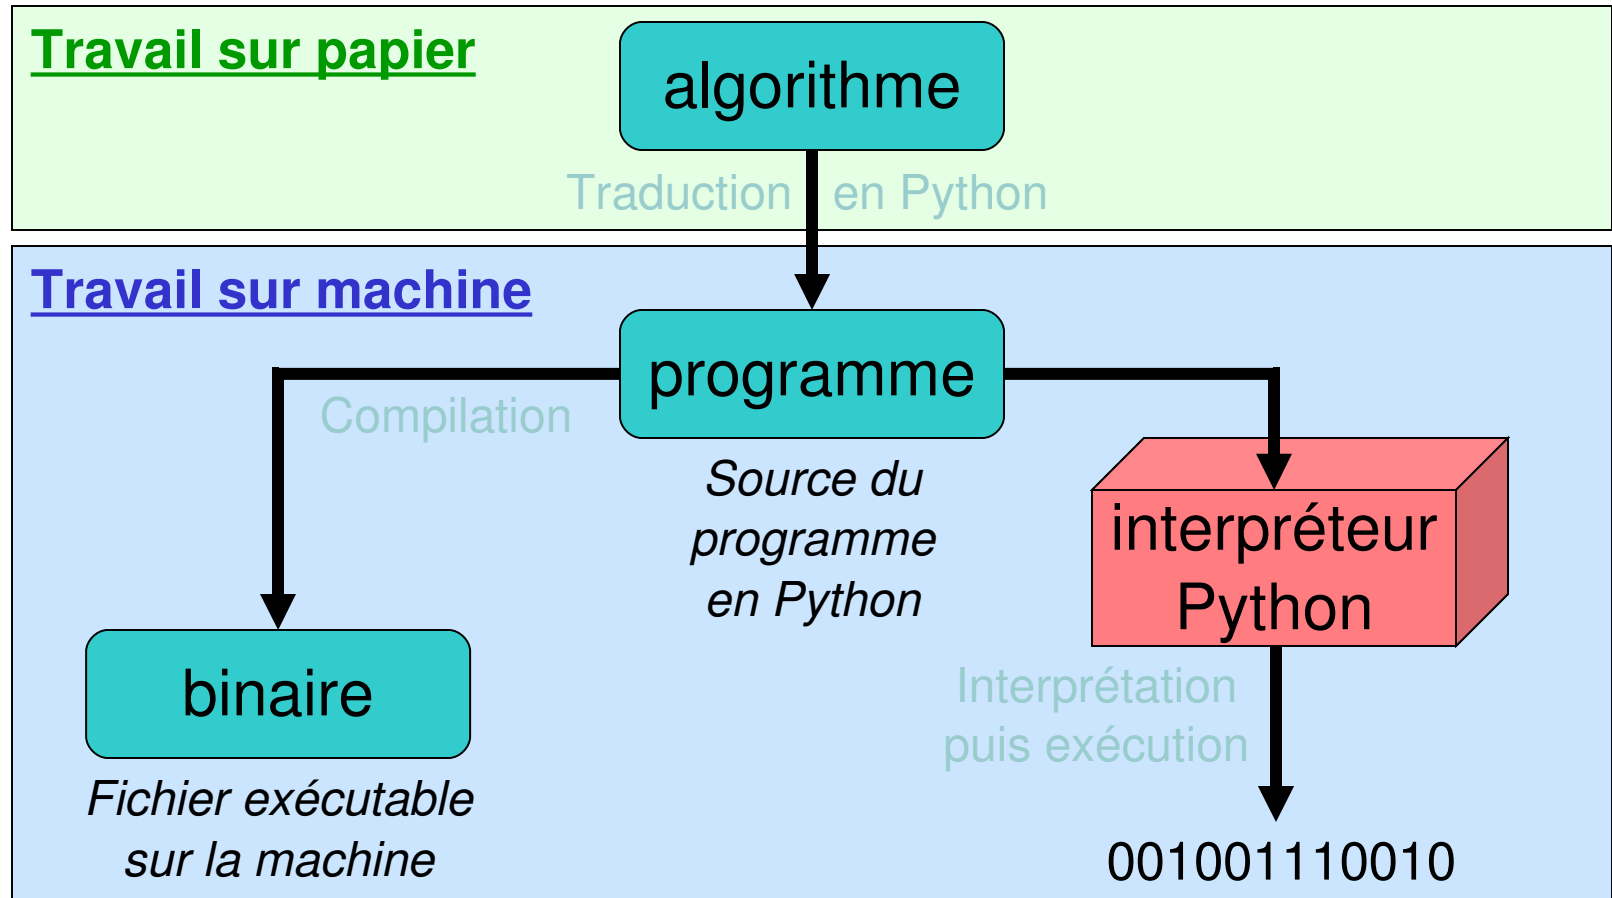 Travail sur papier
algorithme
Traduction en Python
Travail sur machine
programme
Compilation
Source du
programme
en Python
interpréteur
Python
binaire
Interprétation
puis exécution
Fichier exécutable
sur la machine
001001110010